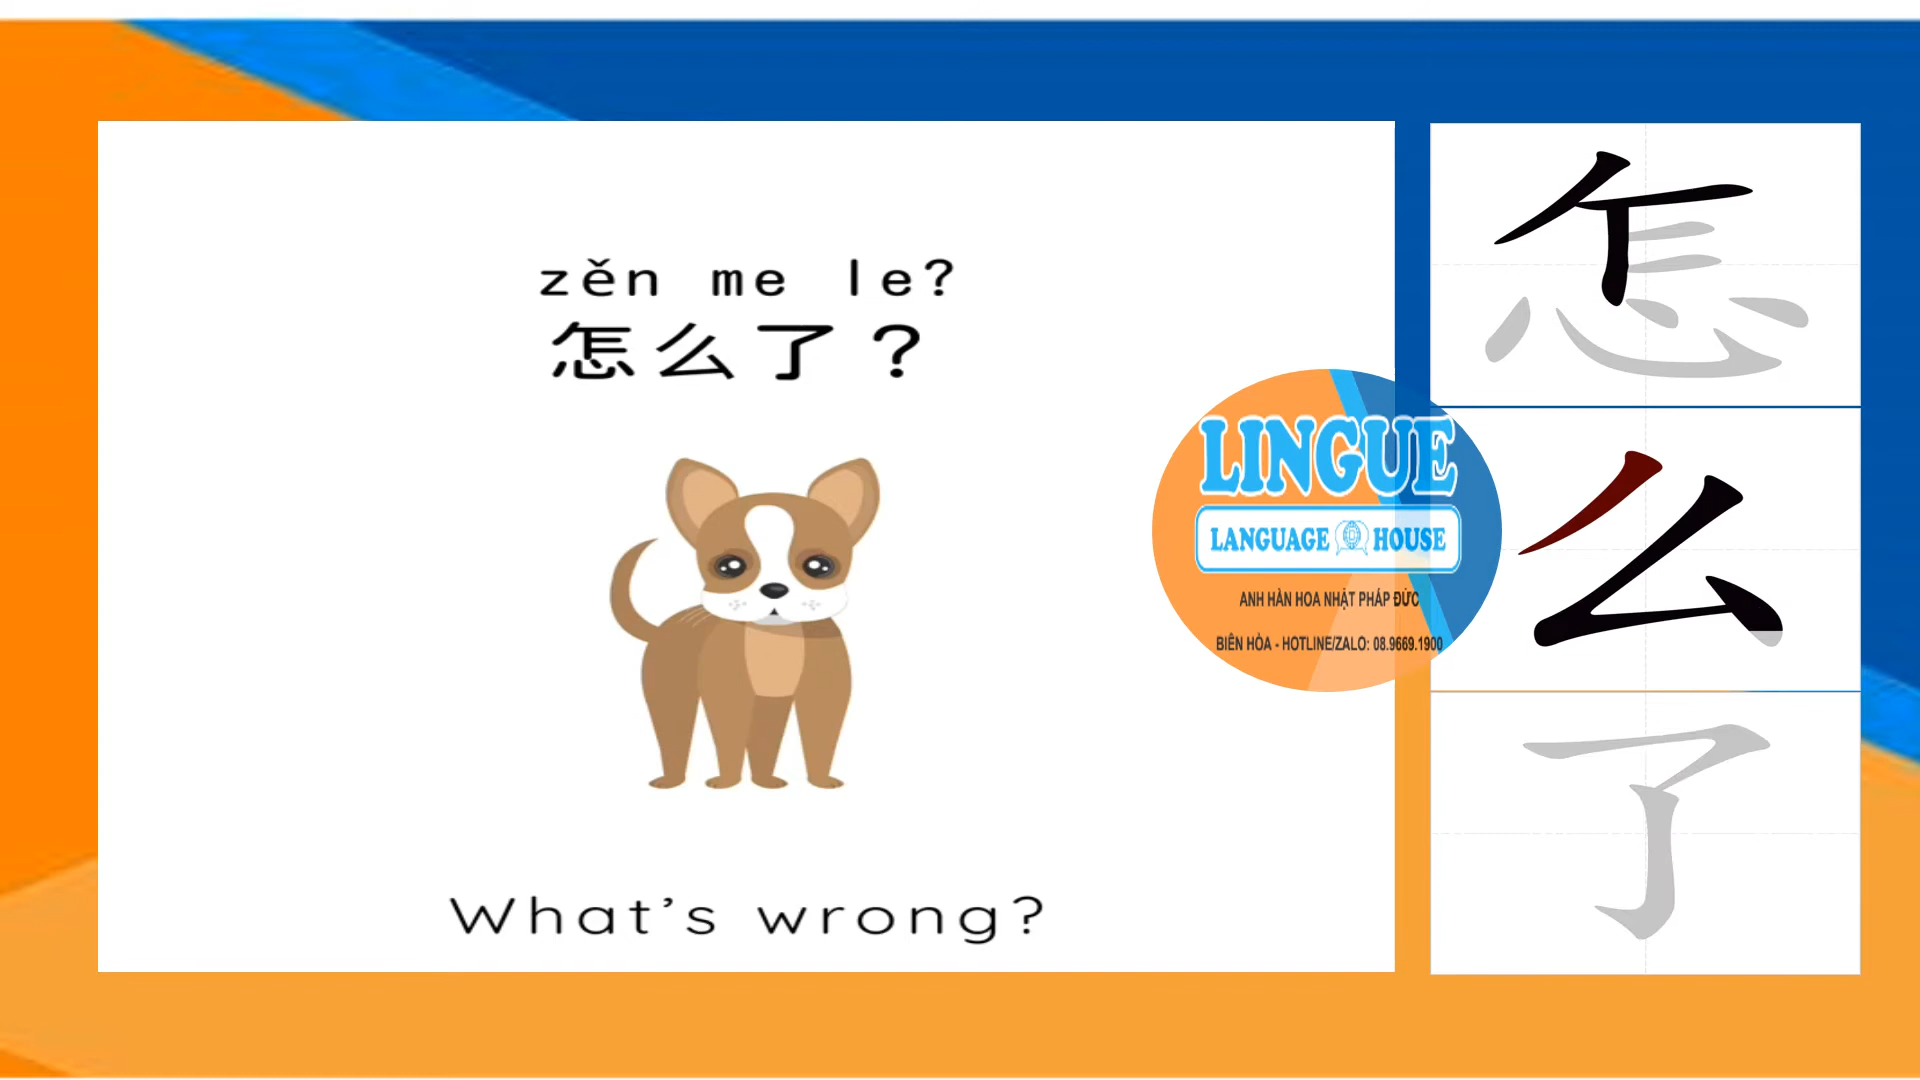 zěn me le?
怎么了？
What's wrong?
LINGUE
LANGUAGE HOUSE
ANH HÀN HOA NHẬT PHÁP ĐỨC
BIÊN HÒA - HOTLINE/ZALO: 08.9669.1900
怎
么
了